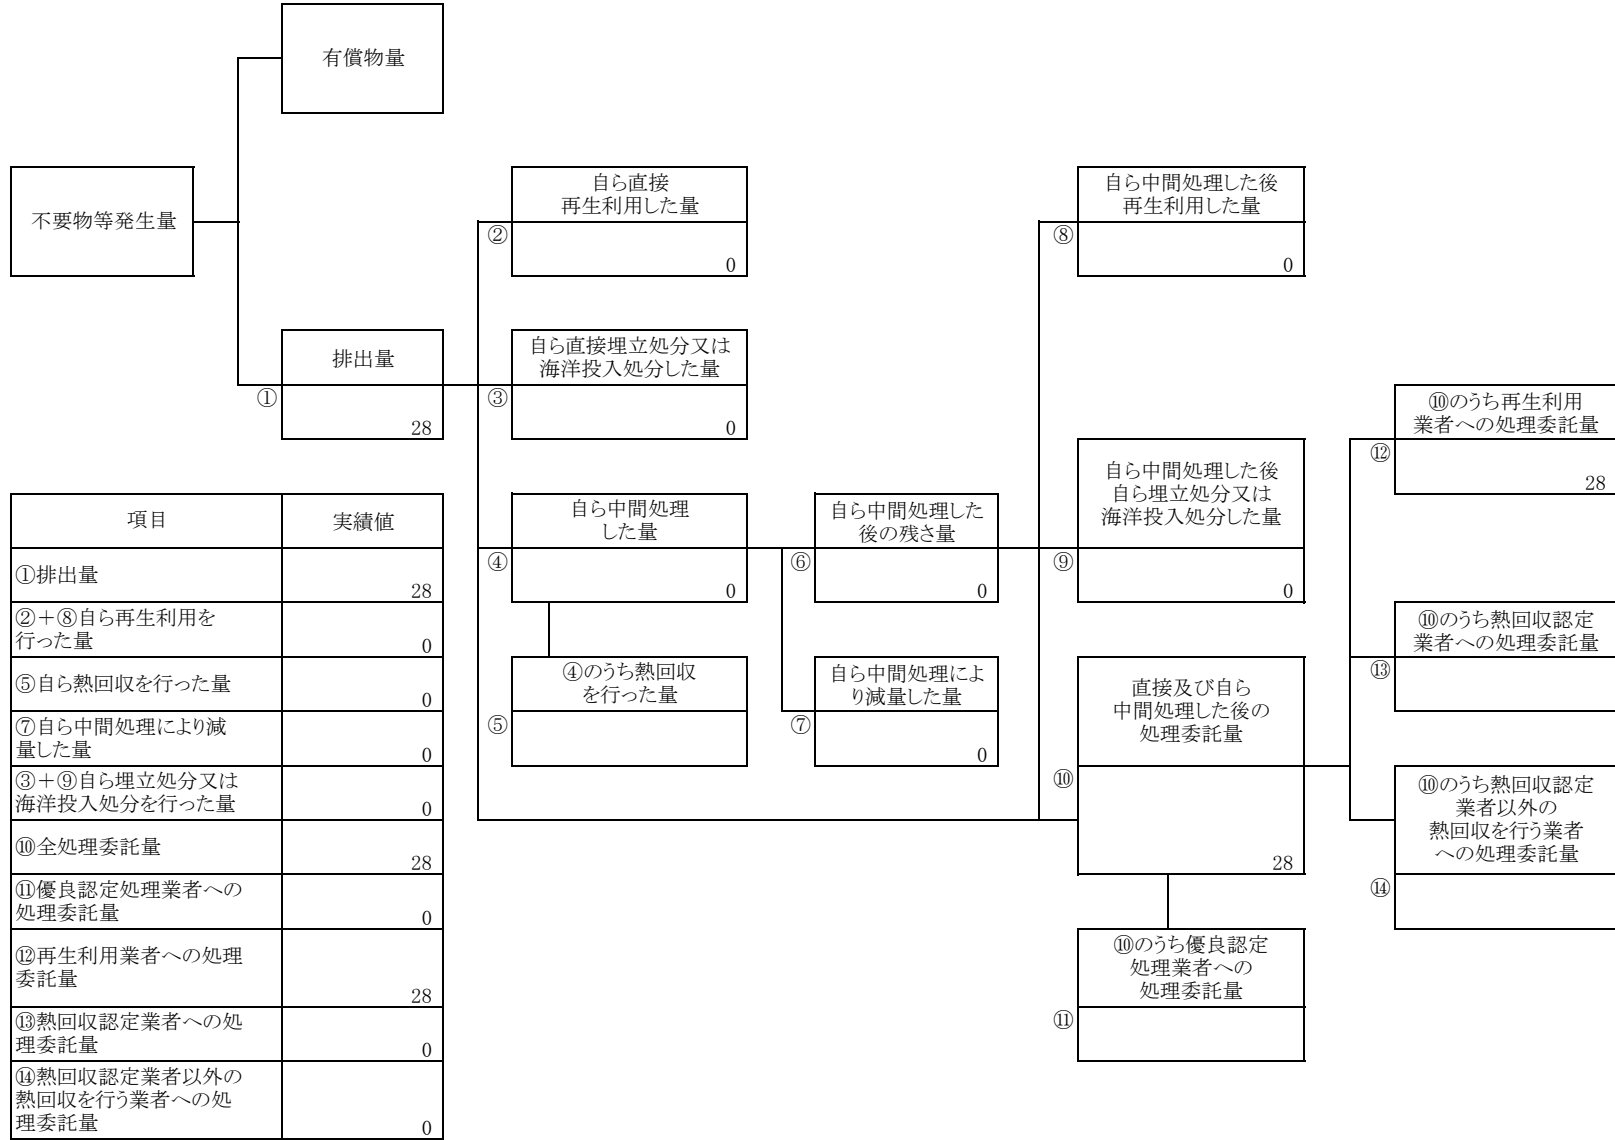 有償物量
不要物等発生量
排出量
①
28
自ら直接
再生利用した量
②
0
自ら直接埋立処分又は
海洋投入処分した量
③
0
自ら中間処理
した量
④
0
④のうち熱回収
を行った量
⑤
自ら中間処理した
後の残さ量
⑥
0
自ら中間処理によ
り減量した量
⑦
0
自ら中間処理した後
再生利用した量
⑧
0
自ら中間処理した後
自ら埋立処分又は
海洋投入処分した量
⑨
0
直接及び自ら
中間処理した後の
処理委託量
⑩
28
⑩のうち優良認定
処理業者への
処理委託量
⑪
⑩のうち再生利用
業者への処理委託量
⑫
28
⑩のうち熱回収認定
業者への処理委託量
⑬
⑩のうち熱回収認定
業者以外の
熱回収を行う業者
への処理委託量
⑭
項目
実績値
①排出量
28
②+⑧自ら再生利用を
行った量
0
⑤自ら熱回収を行った量
0
⑦自ら中間処理により減
量した量
0
③+⑨自ら埋立処分又は
海洋投入処分を行った量
0
⑩全処理委託量
28
⑪優良認定処理業者への
処理委託量
0
⑫再生利用業者への処理
委託量
28
⑬熱回収認定業者への処
理委託量
0
⑭熱回収認定業者以外の
熱回収を行う業者への処
理委託量
0